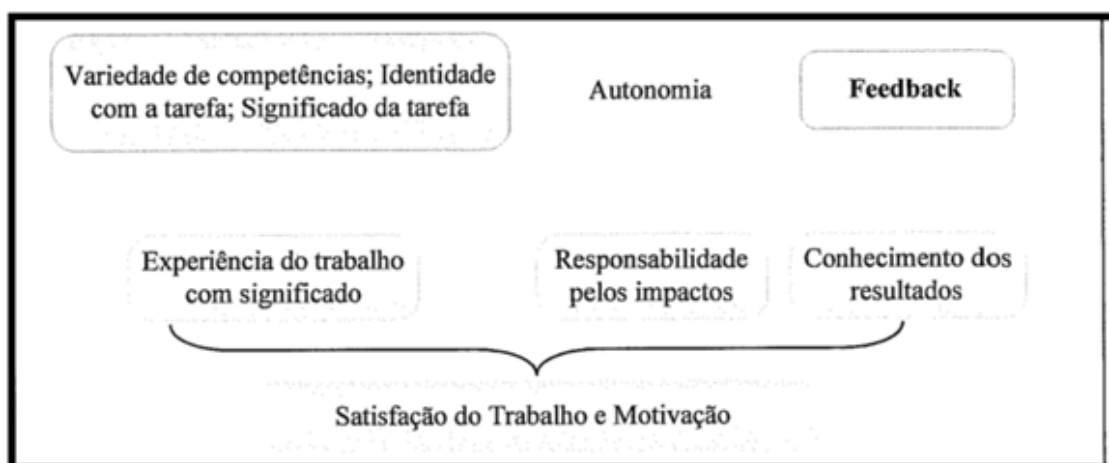 Variedade de competências; Identidade
com a tarefa; Significado da tarefa
Autonomia
Feedback
Experiência do trabalho
com significado
Responsabilidade
pelos impactos
Conhecimento dos
resultados
Satisfação do Trabalho e Motivação